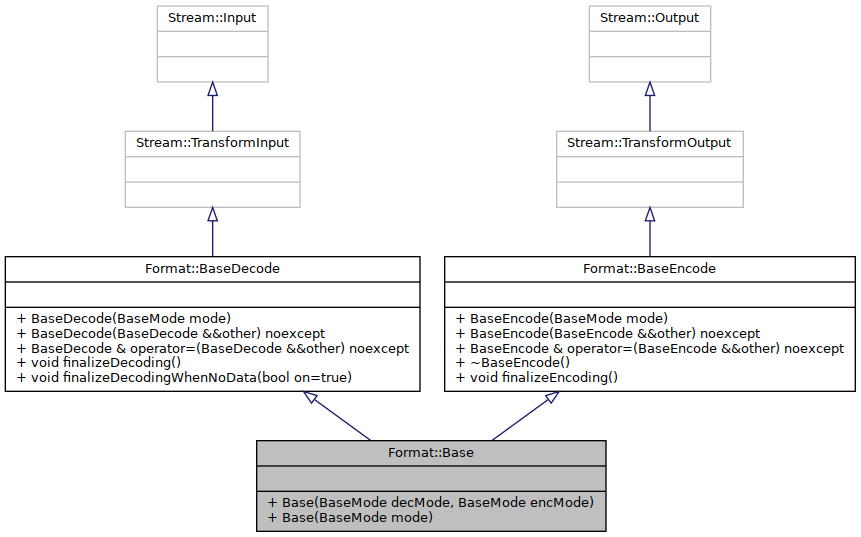 Stream::Input
Stream::Output
Stream::TransformInput
Stream::TransformOutput
Format::BaseDecode
+ BaseDecode(BaseMode mode)
+ BaseDecode(BaseDecode &&other) noexcept
+ BaseDecode & operator=(BaseDecode &&other) noexcept
+ void finalizeDecoding()
+ void finalizeDecodingWhenNoData(bool on=true)
Format::BaseEncode
+ BaseEncode(BaseMode mode)
+ BaseEncode(BaseEncode &&other) noexcept
+ BaseEncode & operator=(BaseEncode &&other) noexcept
+ ~BaseEncode()
+ void finalizeEncoding()
Format::Base
+ Base(BaseMode decMode, BaseMode encMode)
+ Base(BaseMode mode)